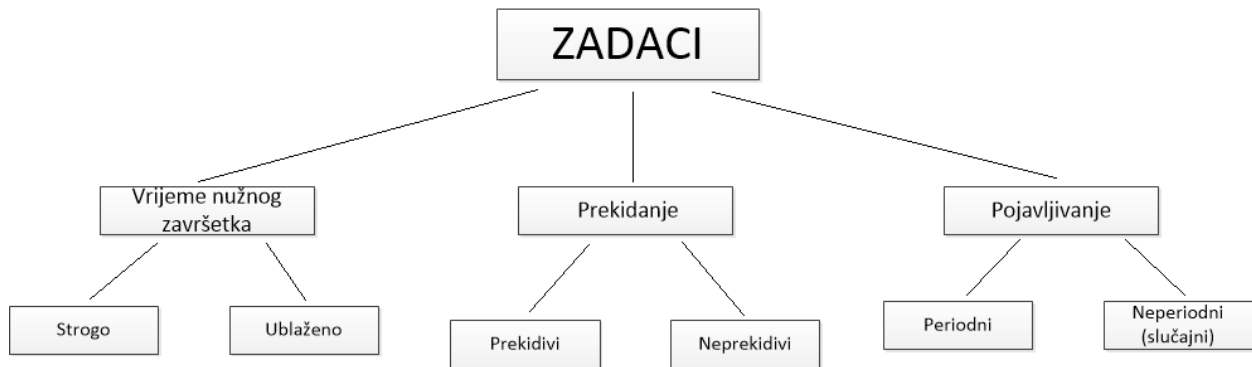 ZADACI
Vrijeme nužnog
završetka
Prekidanje
Pojavljivanje
Strogo
Ublaženo
Prekidivi
Neprekidivi
Periodni
Neperiodni
(slučajni)